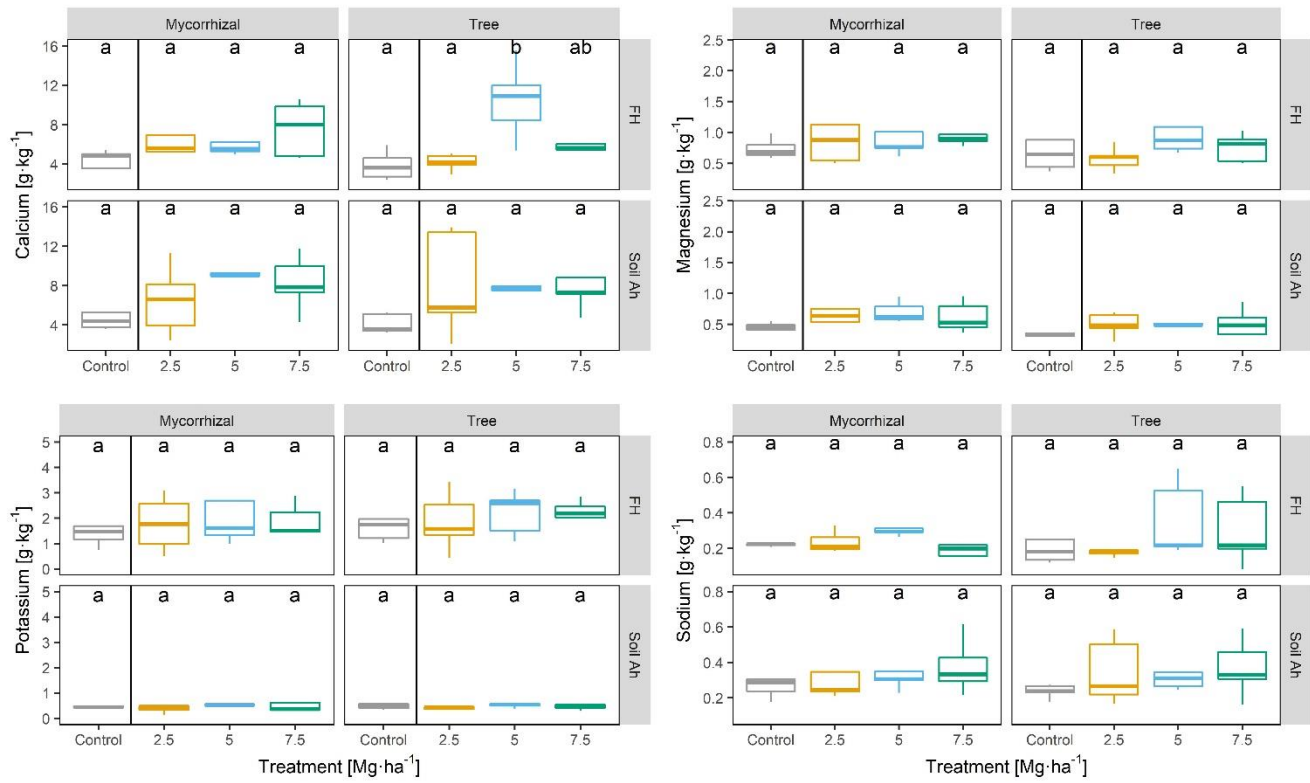 Mycorrhizal Tree
a a a a a a b ab
16
12
8
4
FH
a a a a a a a a
16
12
8
4
Soil Ah
Calcium [g·kg⁻¹]
Control 2.5 5 7.5 Control 2.5 5 7.5
Mycorrhizal Tree
a a a a a a a a
2.5
2.0
1.5
1.0
0.5
FH
a a a a a a a a
2.5
2.0
1.5
1.0
0.5
Soil Ah
Magnesium [g·kg⁻¹]
Control 2.5 5 7.5 Control 2.5 5 7.5
Mycorrhizal Tree
a a a a a a a a
5
4
3
2
1
0
FH
a a a a a a a a
5
4
3
2
1
0
Soil Ah
Potassium [g·kg⁻¹]
Control 2.5 5 7.5 Control 2.5 5 7.5
Treatment [Mg·ha⁻¹]
Mycorrhizal Tree
a a a a a a a a
0.8
0.6
0.4
0.2
FH
a a a a a a a a
0.8
0.6
0.4
0.2
Soil Ah
Sodium [g·kg⁻¹]
Control 2.5 5 7.5 Control 2.5 5 7.5
Treatment [Mg·ha⁻¹]